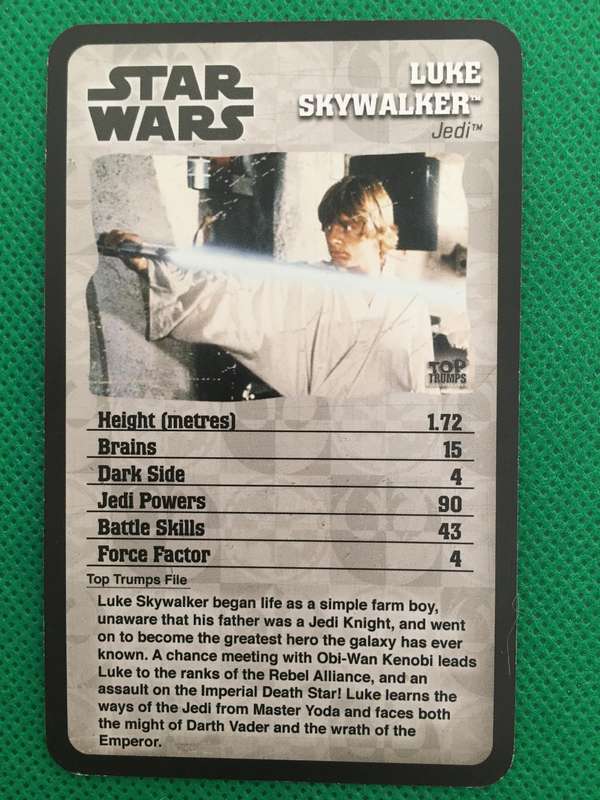 STAR
WARS
LUKE
SKYWALKER™
Jedi™
TOP
TRUMPS
Height (metres) 1.72
Brains 15
Dark Side 4
Jedi Powers 90
Battle Skills 43
Force Factor 4
Top Trumps File
Luke Skywalker began life as a simple farm boy,
unaware that his father was a Jedi Knight, and went
on to become the greatest hero the galaxy has ever
known. A chance meeting with Obi-Wan Kenobi leads
Luke to the ranks of the Rebel Alliance, and an
assault on the Imperial Death Star! Luke learns the
ways of the Jedi from Master Yoda and faces both
the might of Darth Vader and the wrath of the
Emperor.